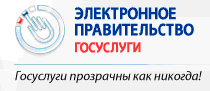 ЭЛЕКТРОННОЕ
ПРАВИТЕЛЬСТВО
ГОСУСЛУГИ
Госуслуги прозрачны как никогда!